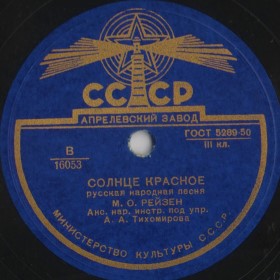 СССР
АПРЕЛЕВСКИЙ ЗАВОД
ГОСТ 5289-50
III кл.
В
16053
СОЛНЦЕ КРАСНОЕ
русская народная песня
М. О. РЕЙЗЕН
Анс. нар. инстр. под упр.
А. А. Тихомирова
МИНИСТЕРСТВО КУЛЬТУРЫ СССР